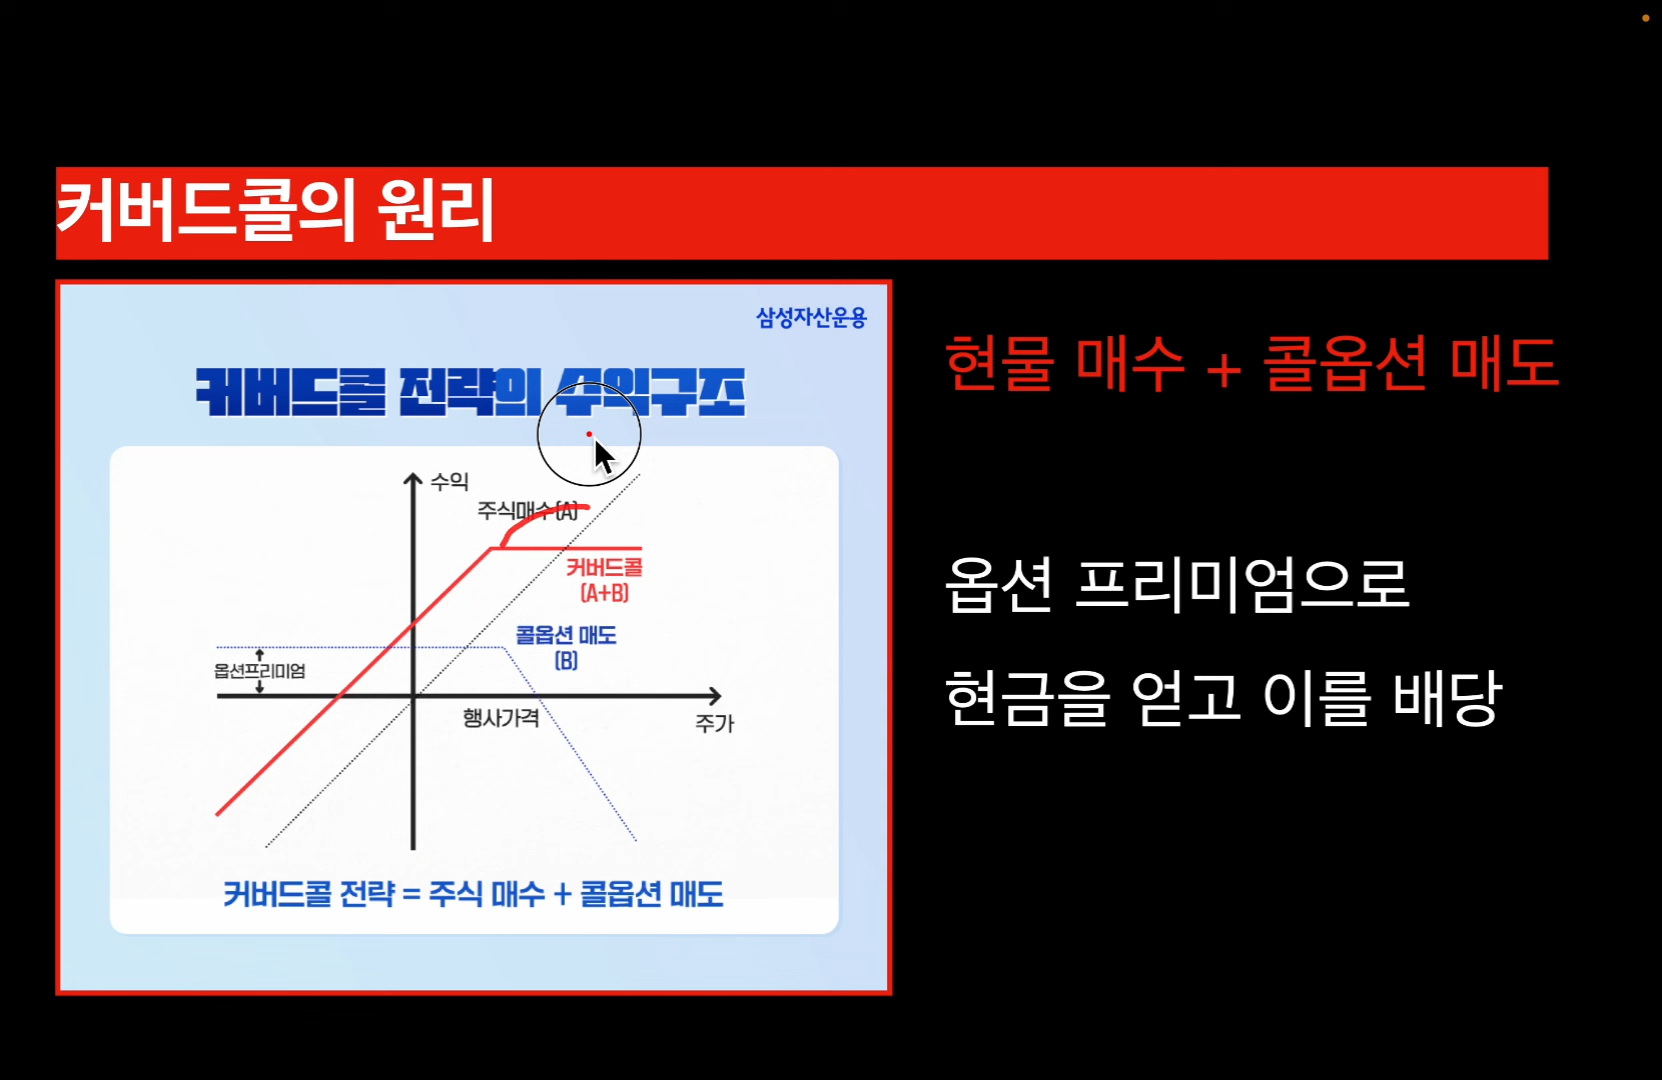 커버드콜의 원리
삼성자산운용
커버드콜 전략의 수익구조
수익
주식매수(A)
커버드콜
(A+B)
콜옵션 매도
(B)
옵션프리미엄
행사가격
주가
커버드콜 전략 = 주식 매수 + 콜옵션 매도
현물 매수 + 콜옵션 매도
옵션 프리미엄으로
현금을 얻고 이를 배당